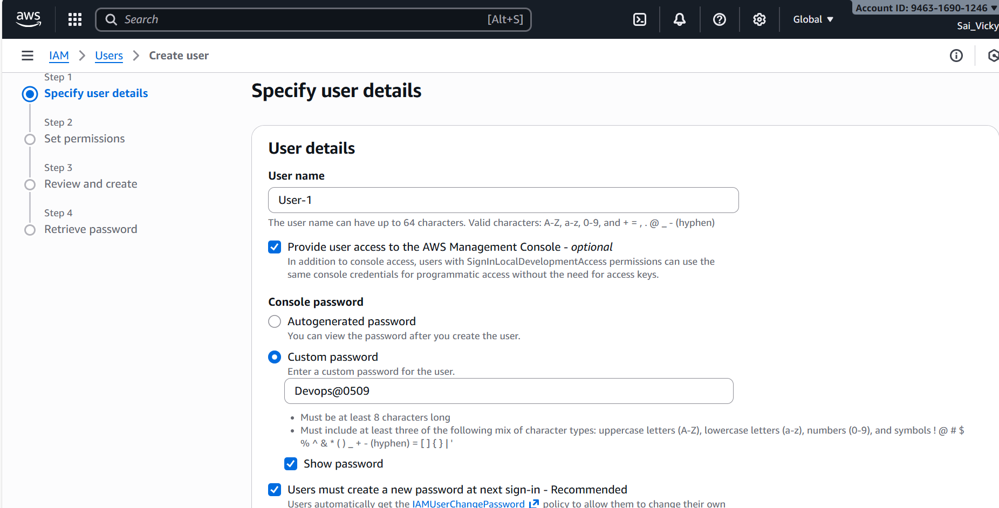 aws
Search [Alt+S]
Global
Account ID: 9463-1690-1246
Sai_Vicky
IAM > Users > Create user
Step 1
Specify user details
Step 2
Set permissions
Step 3
Review and create
Step 4
Retrieve password
Specify user details
User details
User name
User-1
The user name can have up to 64 characters. Valid characters: A-Z, a-z, 0-9, and + = , . @ _ - (hyphen)
Provide user access to the AWS Management Console - optional
In addition to console access, users with SignInLocalDevelopmentAccess permissions can use the
same console credentials for programmatic access without the need for access keys.
Console password
Autogenerated password
You can view the password after you create the user.
Custom password
Enter a custom password for the user.
Devops@0509
• Must be at least 8 characters long
• Must include at least three of the following mix of character types: uppercase letters (A-Z), lowercase letters (a-z), numbers (0-9), and symbols ! @ # $
% ^ & * ( ) _ + - (hyphen) = [ ] { } | '
Show password
Users must create a new password at next sign-in - Recommended
Users automatically get the IAMUserChangePassword policy to allow them to change their own